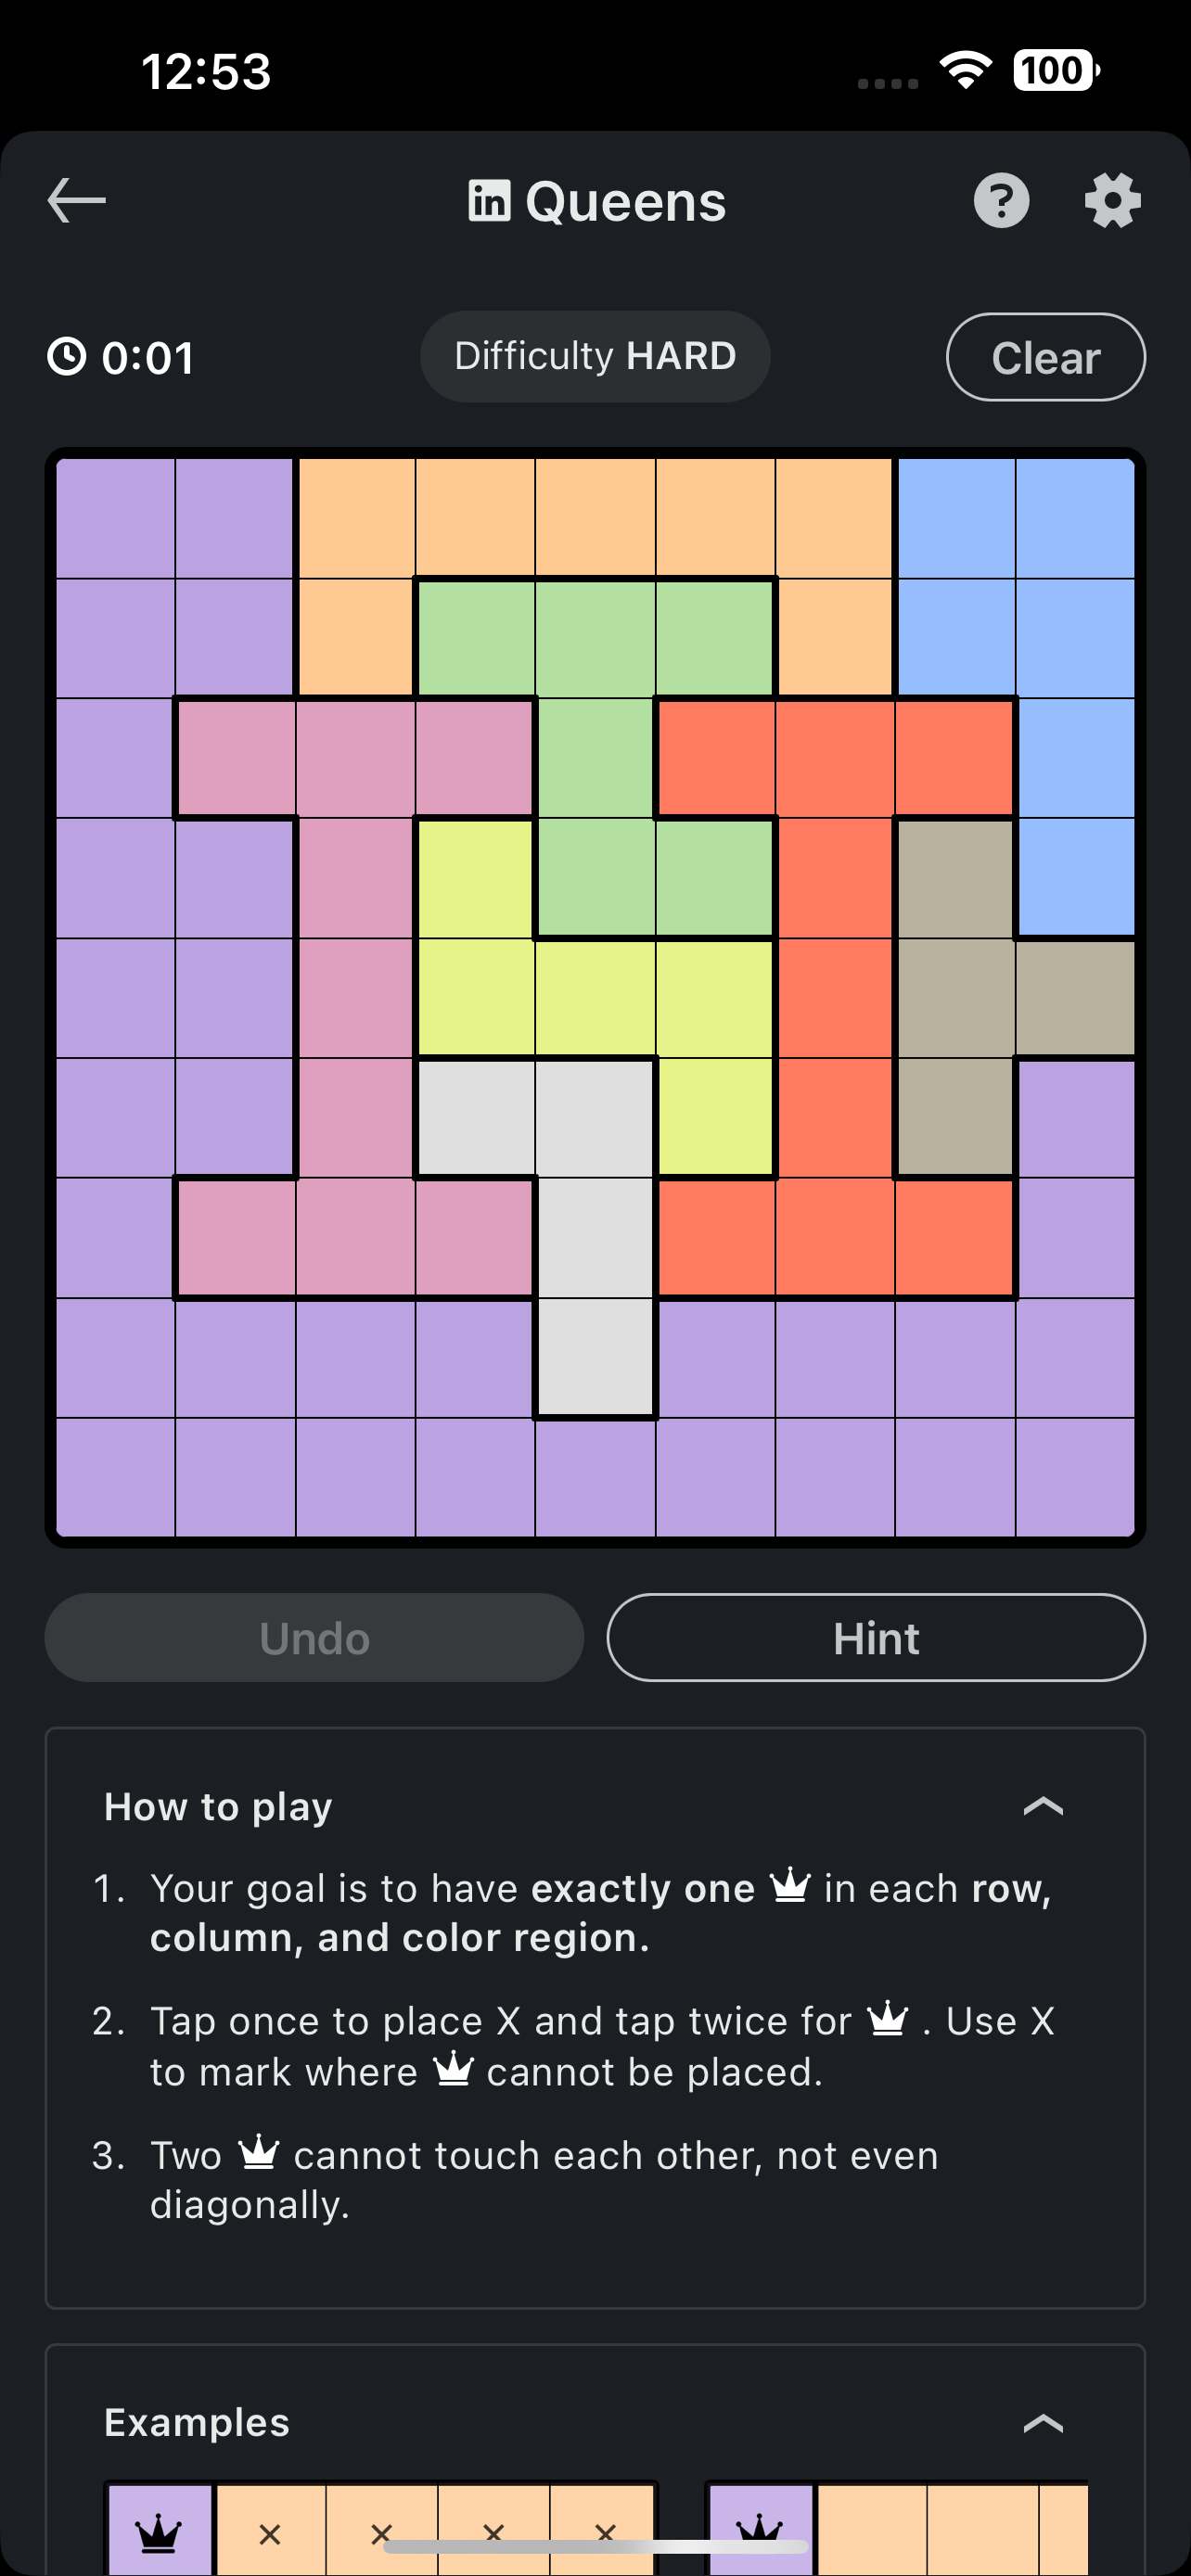 12:53
100
in Queens
?
0:01
Difficulty HARD
Clear
Undo
Hint
How to play
1. Your goal is to have exactly one in each row,
column, and color region.
2. Tap once to place X and tap twice for . Use X
to mark where cannot be placed.
3. Two cannot touch each other, not even
diagonally.
Examples